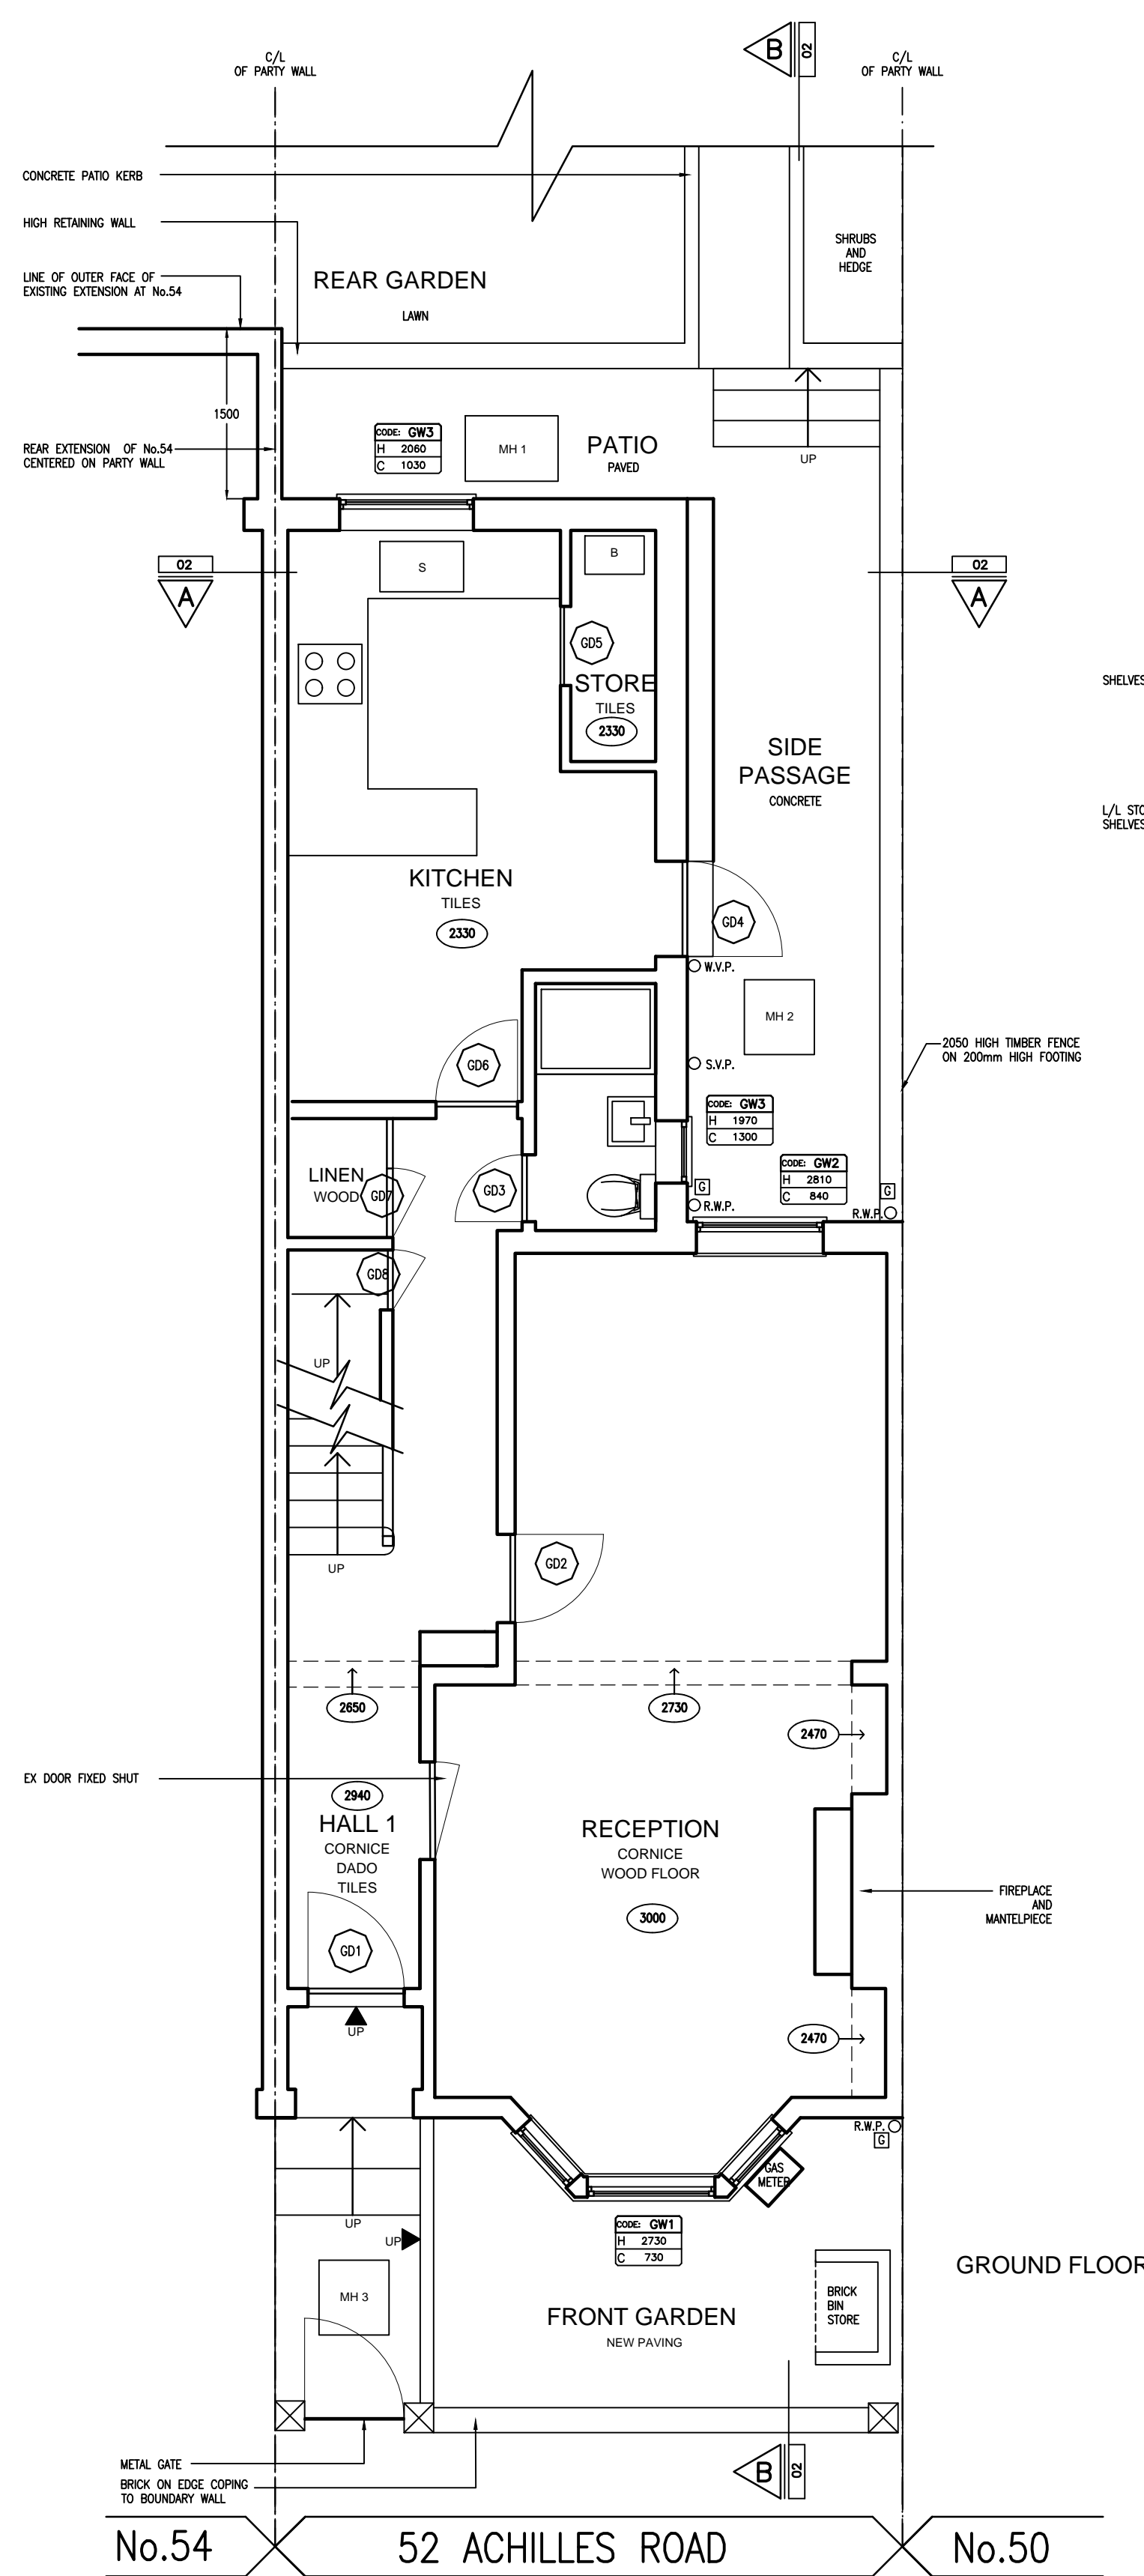 B
02
C/L
OF PARTY WALL
C/L
OF PARTY WALL
CONCRETE PATIO KERB
HIGH RETAINING WALL
LINE OF OUTER FACE OF
EXISTING EXTENSION AT No.54
SHRUBS
AND
HEDGE
REAR GARDEN
LAWN
1500
REAR EXTENSION OF No.54
CENTERED ON PARTY WALL
CODE: GW3
H 2060
C 1030
MH 1
PATIO
PAVED
UP
02
A
S
B
02
A
GD5
STORE
TILES
2330
SHELVES
SIDE
PASSAGE
CONCRETE
L/L STO
SHELVES
KITCHEN
TILES
2330
GD4
W.V.P.
MH 2
2050 HIGH TIMBER FENCE
ON 200mm HIGH FOOTING
GD6
S.V.P.
CODE: GW3
H 1970
C 1300
CODE: GW2
H 2810
C 840
LINEN
WOOD
GD7
GD3
G
R.W.P.
G
R.W.P.
GD8
UP
UP
GD2
2650
2730
2470
EX DOOR FIXED SHUT
2940
HALL 1
CORNICE
DADO
TILES
RECEPTION
CORNICE
WOOD FLOOR
3000
FIREPLACE
AND
MANTELPIECE
GD1
UP
2470
R.W.P.
G
GAS
METER
UP
UP
CODE: GW1
H 2730
C 730
GROUND FLOOR
MH 3
BRICK
BIN
STORE
FRONT GARDEN
NEW PAVING
METAL GATE
BRICK ON EDGE COPING
TO BOUNDARY WALL
B
02
No.54
52 ACHILLES ROAD
No.50